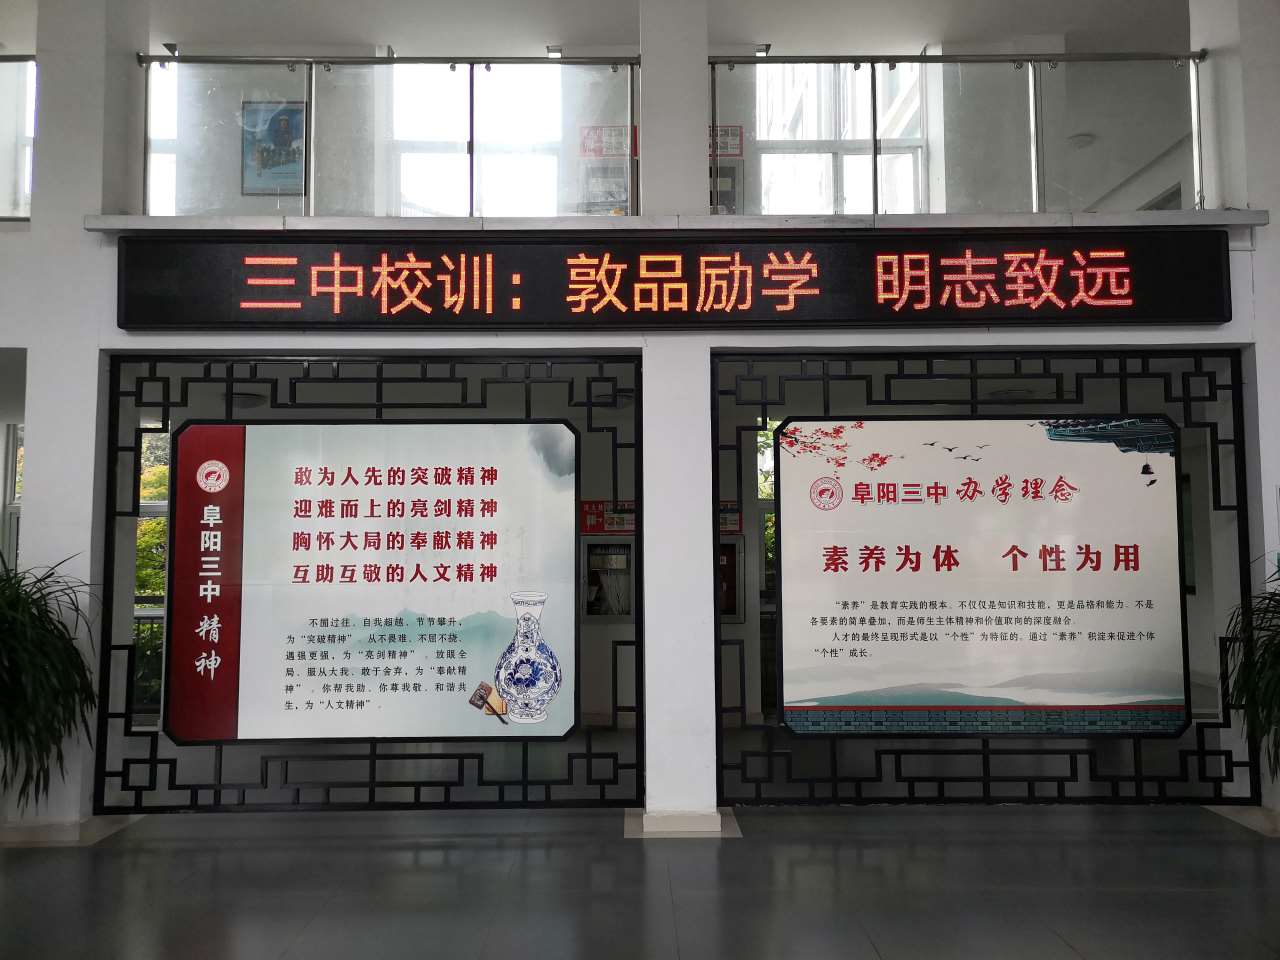 三中校训：敦品励学 明志致远
阜阳三中精神
敢为人先的突破精神
迎难而上的亮剑精神
胸怀大局的奉献精神
互助互敬的人文精神
不囿过往、自我超越、节节攀升，
为“突破精神”。从不畏难、不屈不挠、
遇强更强，为“亮剑精神”。放眼全
局、服从大我、敢于舍弃，为“奉献精
神”。你帮我助、你尊我敬、和谐共
生，为“人文精神”。
阜阳三中办学理念
素养为体 个性为用
“素养”是教育实践的根本、不仅仅是知识和技能，更是品格和能力、不是
各要素的简单叠加，而是师生主体精神和价值取向的深度融合。
人才的最终呈现形式是以“个性”为特征的。通过“素养”积淀来促进个体
“个性”成长。